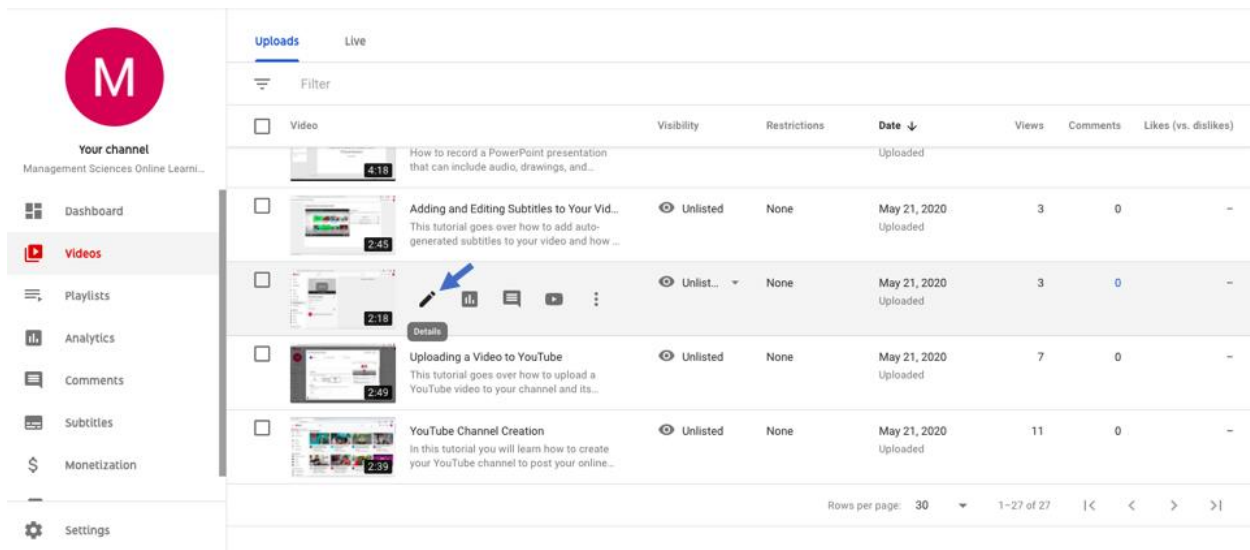 M
Your channel
Management Sciences Online Learni...
Dashboard
Videos
Playlists
Analytics
Comments
Subtitles
Monetization
Settings
Uploads Live
Filter
Video Visibility Restrictions Date Views Comments Likes (vs. dislikes)
How to record a PowerPoint presentation Uploaded
that can include audio, drawings, and...
4:18
Adding and Editing Subtitles to Your Vid... Unlisted None May 21, 2020 3 0 –
This tutorial goes over how to add auto- Uploaded
generated subtitles to your video and how ...
2:45
Unlist... None May 21, 2020 3 0 –
Uploaded
2:18
Details
Uploading a Video to YouTube Unlisted None May 21, 2020 7 0 –
This tutorial goes over how to upload a Uploaded
YouTube video to your channel and its...
2:49
YouTube Channel Creation Unlisted None May 21, 2020 11 0 –
In this tutorial you will learn how to create Uploaded
your YouTube channel to post your online...
2:39
Rows per page: 30 1–27 of 27